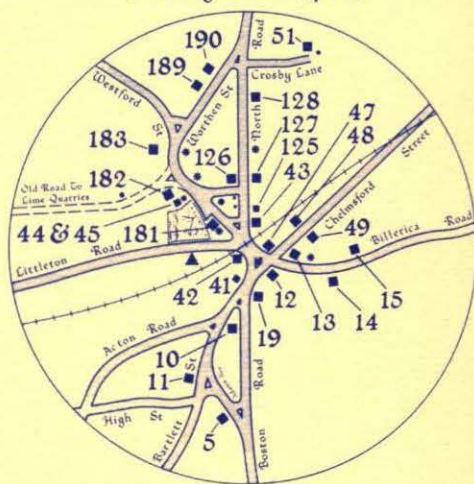 190
Road
51
189
Crosby Lane
Westford St
Worthen St
128
North
127
47
183
126
125
48
43
Chelmsford Street
Old Road To
Lime Quarries
182
49
44 & 45
181
Billerica Road
Littleton Road
42
41
12
13
14
15
19
Acton Road
10
11
St
High St
Bartlett
5
Road
Boston